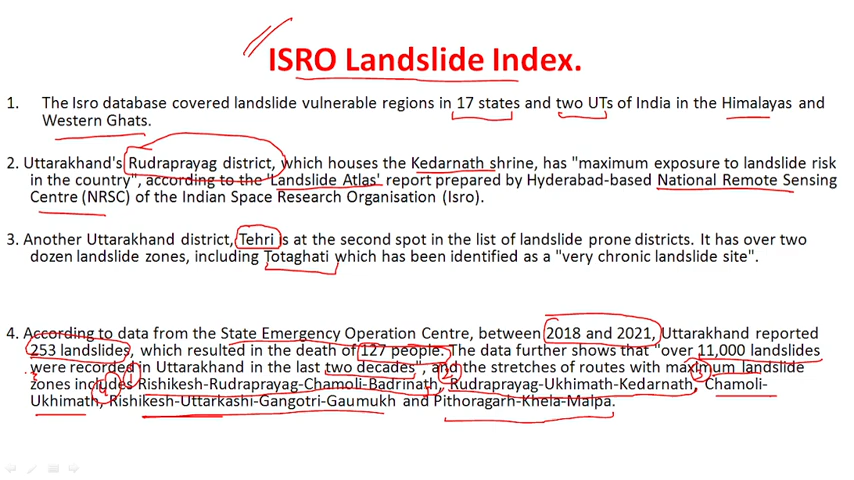 ISRO Landslide Index.
1. The Isro database covered landslide vulnerable regions in 17 states and two UTs of India in the Himalayas and
Western Ghats.
2. Uttarakhand's Rudraprayag district, which houses the Kedarnath shrine, has "maximum exposure to landslide risk
in the country", according to the 'Landslide Atlas' report prepared by Hyderabad-based National Remote Sensing
Centre (NRSC) of the Indian Space Research Organisation (Isro).
3. Another Uttarakhand district, Tehri is at the second spot in the list of landslide prone districts. It has over two
dozen landslide zones, including Totaghati which has been identified as a "very chronic landslide site".
4. According to data from the State Emergency Operation Centre, between 2018 and 2021, Uttarakhand reported
253 landslides, which resulted in the death of 127 people. The data further shows that "over 11,000 landslides
were recorded in Uttarakhand in the last two decades", and the stretches of routes with maximum landslide
zones includes Rishikesh-Rudraprayag-Chamoli-Badrinath, Rudraprayag-Ukhimath-Kedarnath, Chamoli-
Ukhimath, Rishikesh-Uttarkashi-Gangotri-Gaumukh and Pithoragarh-Khela-Malpa.